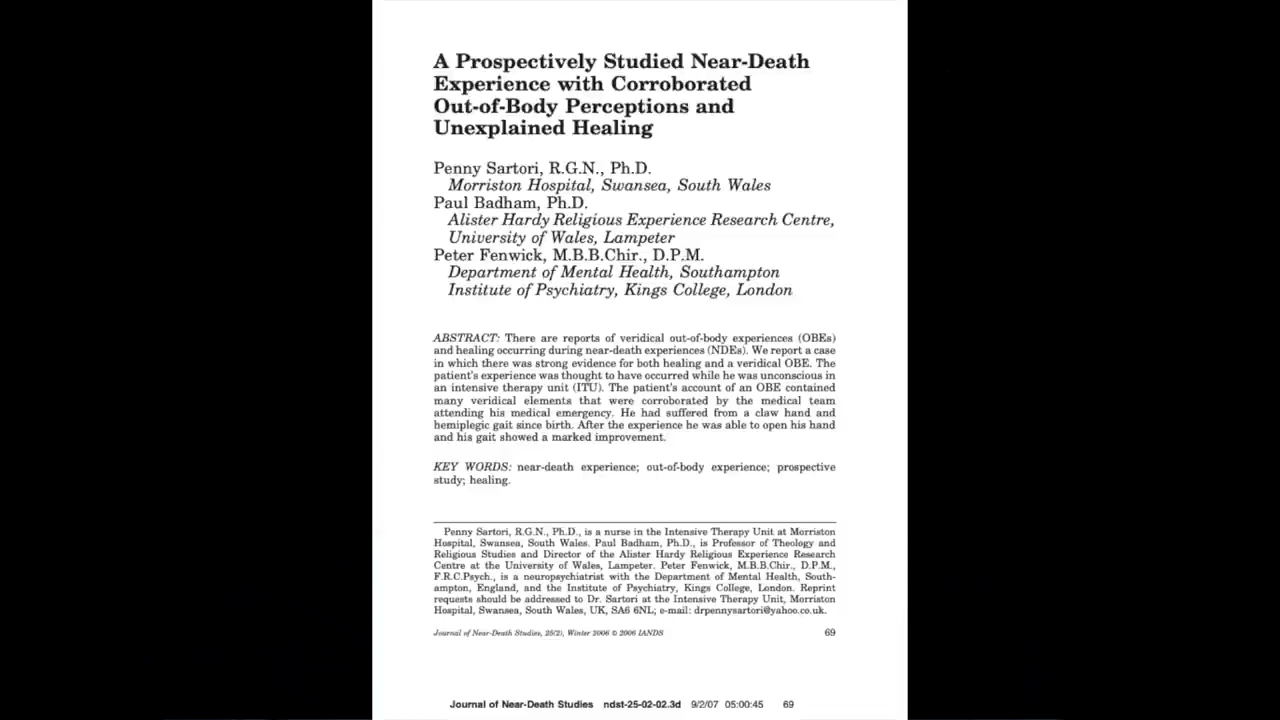 A Prospectively Studied Near-Death
Experience with Corroborated
Out-of-Body Perceptions and
Unexplained Healing
Penny Sartori, R.G.N., Ph.D.
Morriston Hospital, Swansea, South Wales
Paul Badham, Ph.D.
Alister Hardy Religious Experience Research Centre,
University of Wales, Lampeter
Peter Fenwick, M.B.B.Chir., D.P.M.
Department of Mental Health, Southampton
Institute of Psychiatry, Kings College, London
ABSTRACT: There are reports of veridical out-of-body experiences (OBEs)
and healing occurring during near-death experiences (NDEs). We report a case
in which there was strong evidence for both healing and a veridical OBE. The
patient's experience was thought to have occurred while he was unconscious in
an intensive therapy unit (ITU). The patient's account of an OBE contained
many veridical elements that were corroborated by the medical team
attending his medical emergency. He had suffered from a claw hand and
hemiplegic gait since birth. After the experience he was able to open his hand
and his gait showed a marked improvement.
KEY WORDS: near-death experience; out-of-body experience; prospective
study; healing.
Penny Sartori, R.G.N., Ph.D., is a nurse in the Intensive Therapy Unit at Morriston
Hospital, Swansea, South Wales. Paul Badham, Ph.D., is Professor of Theology and
Religious Studies and Director of the Alister Hardy Religious Experience Research
Centre at the University of Wales, Lampeter. Peter Fenwick, M.B.B.Chir., D.P.M.,
F.R.C.Psych., is a neuropsychiatrist with the Department of Mental Health, South-
ampton, England, and the Institute of Psychiatry, Kings College, London. Reprint
requests should be addressed to Dr. Sartori at the Intensive Therapy Unit, Morriston
Hospital, Swansea, South Wales, UK, SA6 6NL; e-mail: drpennysartori@yahoo.co.uk.
Journal of Near-Death Studies, 25(2), Winter 2006 © 2006 IANDS 69
Journal of Near-Death Studies ndst-25-02-02.3d 9/2/07 05:00:45 69